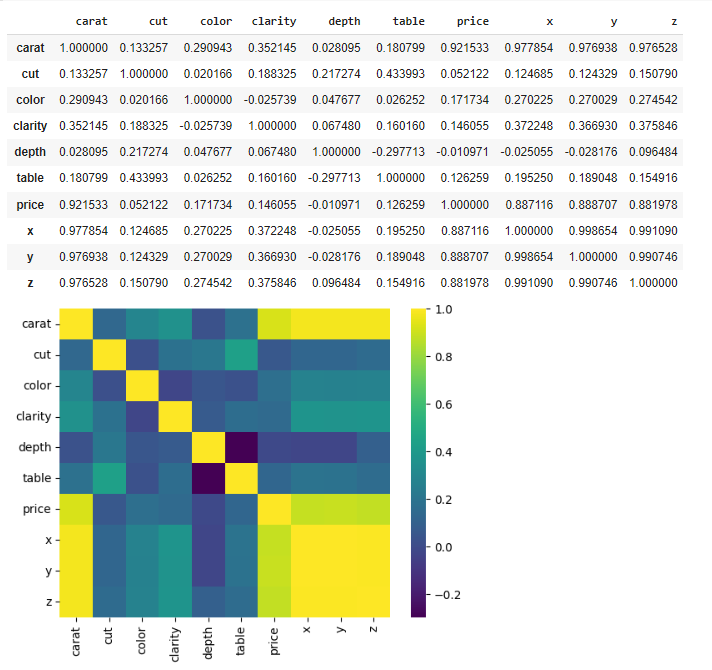 carat cut color clarity depth table price x y z
carat 1.000000 0.133257 0.290943 0.352145 0.028095 0.180799 0.921533 0.977854 0.976938 0.976528
cut 0.133257 1.000000 0.020166 0.188325 0.217274 0.433993 0.052122 0.124685 0.124329 0.150790
color 0.290943 0.020166 1.000000 -0.025739 0.047677 0.026252 0.171734 0.270225 0.270029 0.274542
clarity 0.352145 0.188325 -0.025739 1.000000 0.067480 0.160160 0.146055 0.372248 0.366930 0.375846
depth 0.028095 0.217274 0.047677 0.067480 1.000000 -0.297713 -0.010971 -0.025055 -0.028176 0.096484
table 0.180799 0.433993 0.026252 0.160160 -0.297713 1.000000 0.126259 0.195250 0.189048 0.154916
price 0.921533 0.052122 0.171734 0.146055 -0.010971 0.126259 1.000000 0.887116 0.888707 0.881978
x 0.977854 0.124685 0.270225 0.372248 -0.025055 0.195250 0.887116 1.000000 0.998654 0.991090
y 0.976938 0.124329 0.270029 0.366930 -0.028176 0.189048 0.888707 0.998654 1.000000 0.990746
z 0.976528 0.150790 0.274542 0.375846 0.096484 0.154916 0.881978 0.991090 0.990746 1.000000
carat
cut
color
clarity
depth
table
price
x
y
z
carat cut color clarity depth table price x y z
1.0
0.8
0.6
0.4
0.2
0.0
−0.2